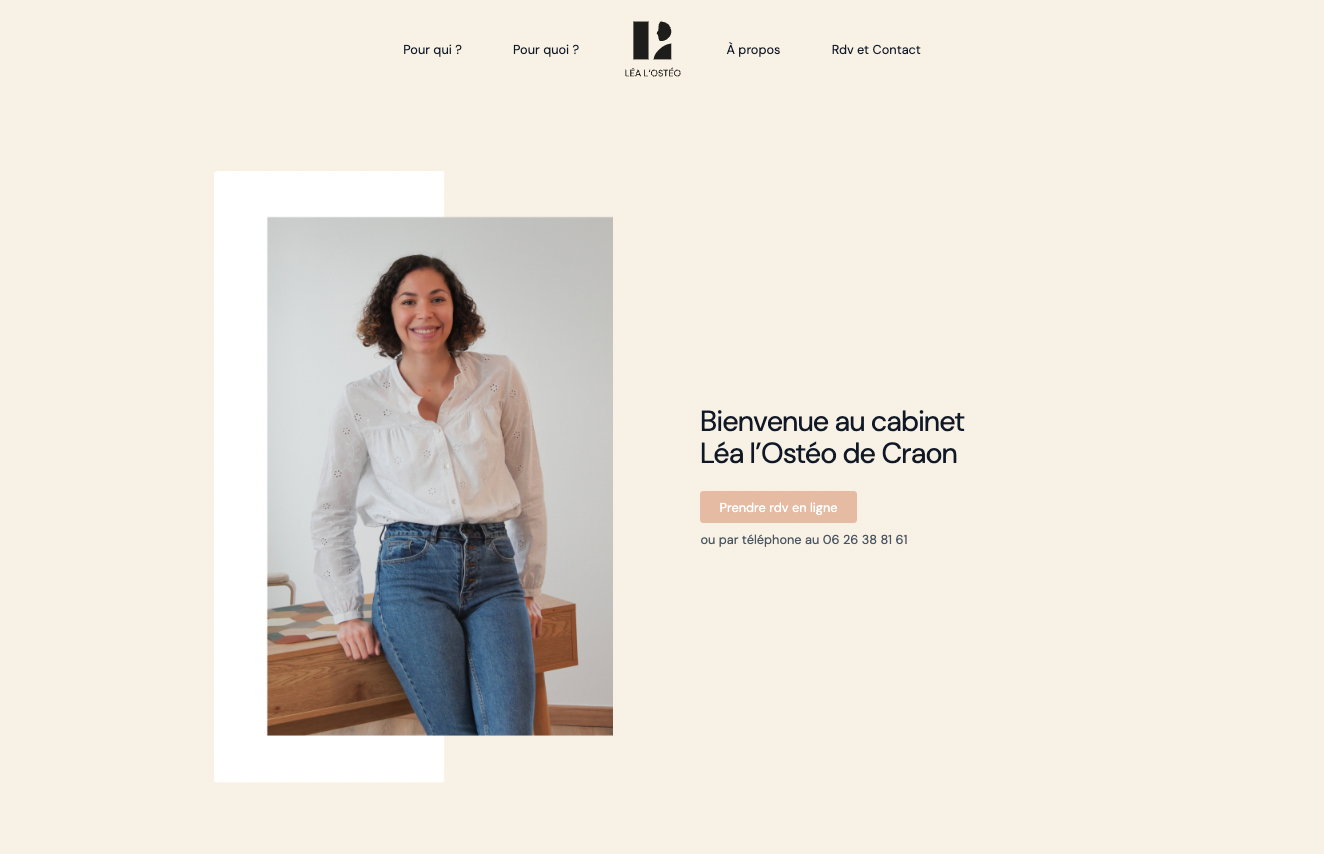 Pour qui ?
Pour quoi ?
LÉA L'OSTÉO
À propos
Rdv et Contact
Bienvenue au cabinet
Léa l’Ostéo de Craon
Prendre rdv en ligne
ou par téléphone au 06 26 38 81 61